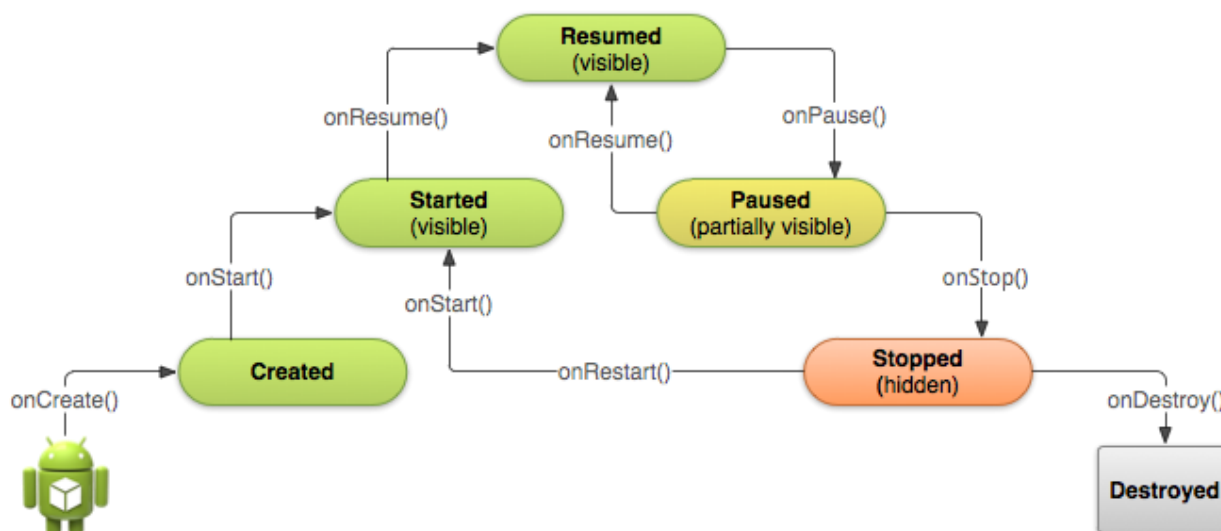 Resumed
(visible)
onResume()
onResume()
onPause()
Started
(visible)
Paused
(partially visible)
onStart()
onStart()
onStop()
Created
onRestart()
Stopped
(hidden)
onCreate()
onDestroy()
Destroyed